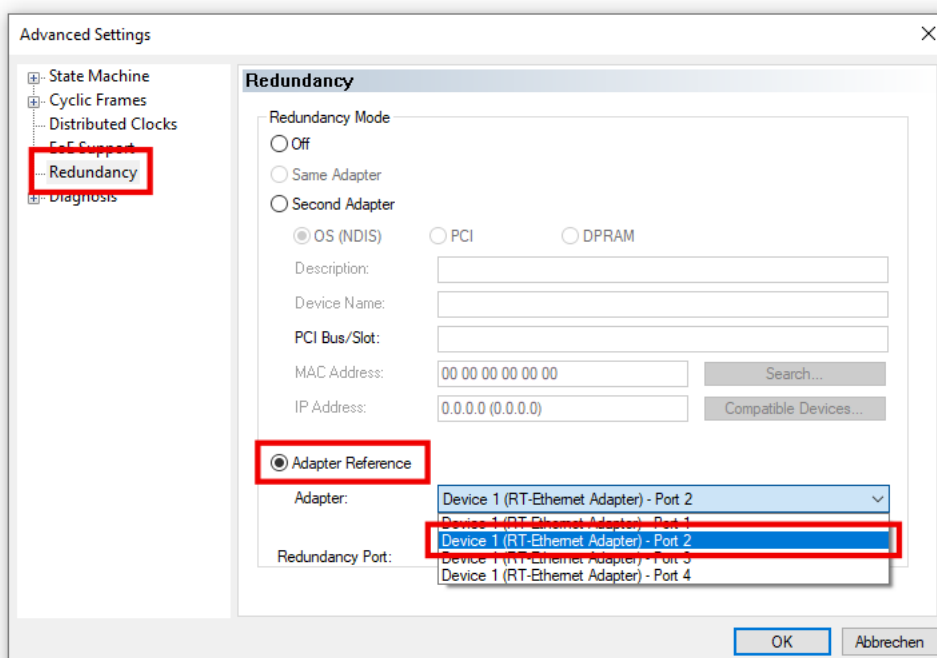 Advanced Settings
State Machine
Cyclic Frames
Distributed Clocks
EoE Support
Redundancy
Diagnosis
Redundancy
Redundancy Mode
Off
Same Adapter
Second Adapter
OS (NDIS) PCI DPRAM
Description:
Device Name:
PCI Bus/Slot:
MAC Address: 00 00 00 00 00 00 Search...
IP Address: 0.0.0.0 (0.0.0.0) Compatible Devices...
Adapter Reference
Adapter: Device 1 (RT-Ethernet Adapter) - Port 2
Device 1 (RT-Ethernet Adapter) - Port 1
Device 1 (RT-Ethernet Adapter) - Port 2
Redundancy Port: Device 1 (RT-Ethernet Adapter) - Port 3
Device 1 (RT-Ethernet Adapter) - Port 4
OK Abbrechen